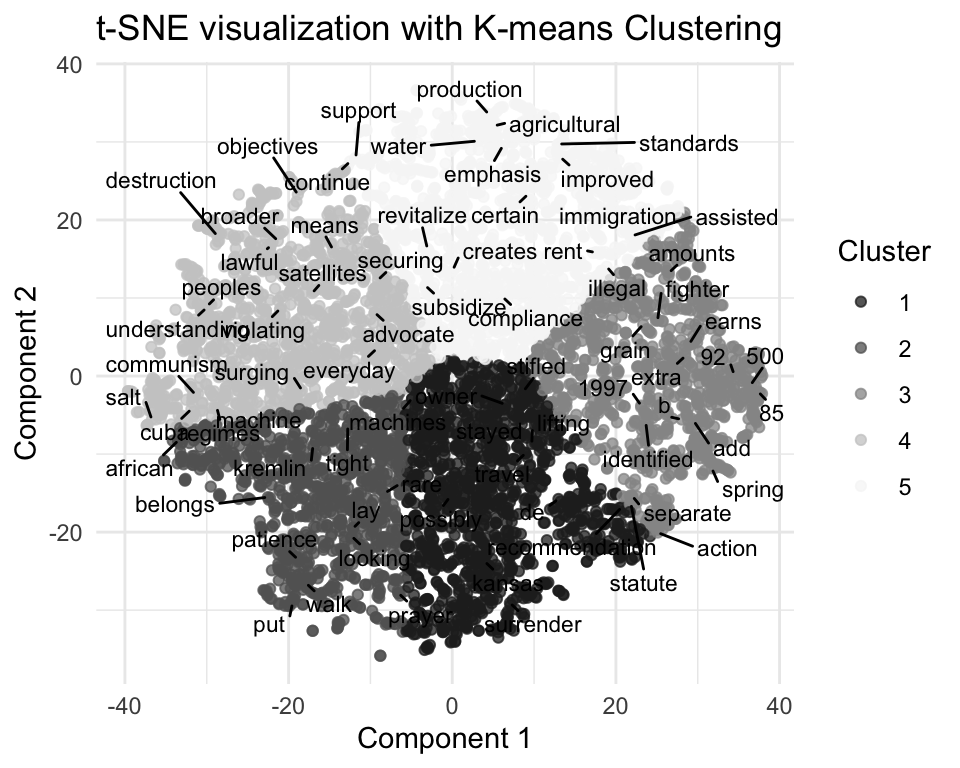 t-SNE visualization with K-means Clustering
40
20
0
-20
-40
-20
0
20
40
Component 2
Component 1
production
support
agricultural
water
standards
objectives
emphasis
improved
destruction
continue
broader
means
revitalize
certain
immigration
assisted
lawful
satellites
securing
creates
rent
amounts
peoples
illegal
fighter
understanding
violating
subsidize
compliance
advocate
earns
grain
92
500
communism
surging
everyday
stifled
1997
extra
salt
owner
b
85
cuba
regimes
machine
machines
stayed
lifting
african
kremlin
tight
travel
identified
add
belongs
rare
spring
lay
possibly
de
separate
patience
looking
recommendation
action
walk
kansas
statute
put
prayer
surrender
Cluster
1
2
3
4
5